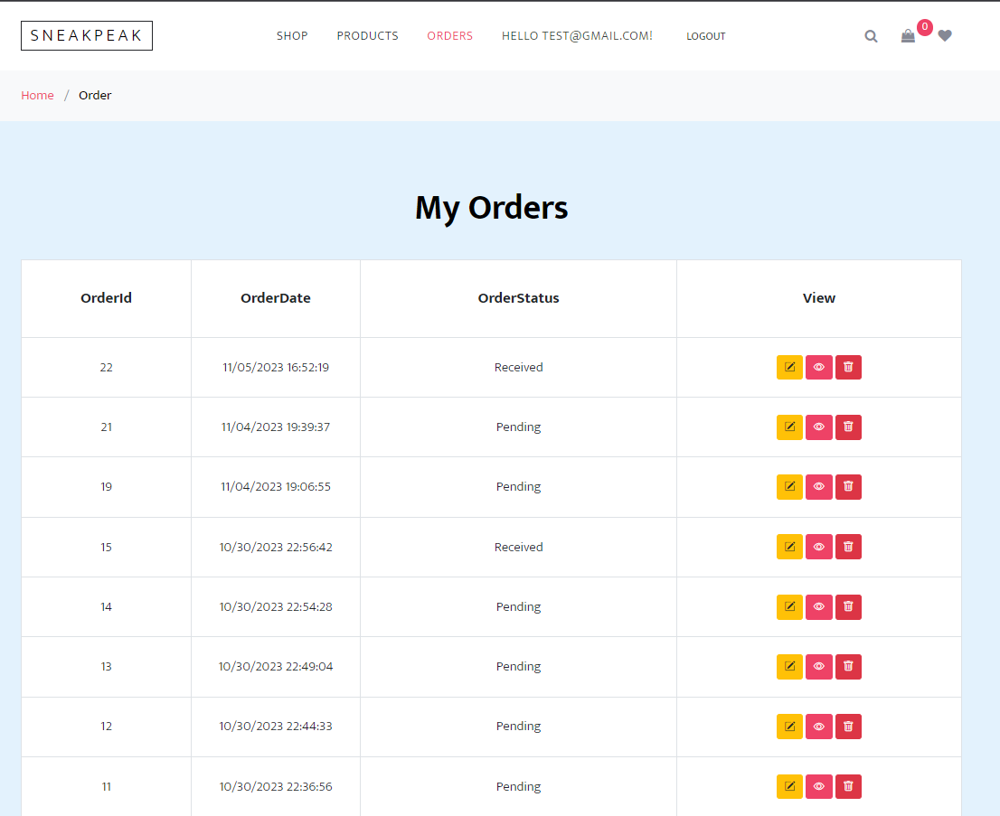 SNEAKPEAK SHOP PRODUCTS ORDERS HELLO TEST@GMAIL.COM! LOGOUT 0
Home / Order
My Orders
OrderId OrderDate OrderStatus View
22 11/05/2023 16:52:19 Received
21 11/04/2023 19:39:37 Pending
19 11/04/2023 19:06:55 Pending
15 10/30/2023 22:56:42 Received
14 10/30/2023 22:54:28 Pending
13 10/30/2023 22:49:04 Pending
12 10/30/2023 22:44:33 Pending
11 10/30/2023 22:36:56 Pending